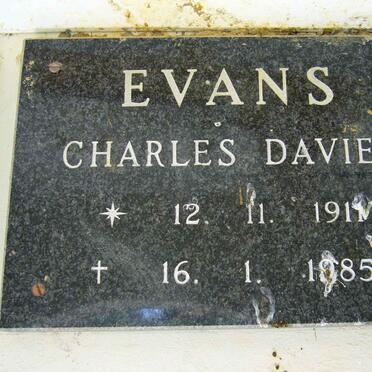 EVANS
CHARLES DAVIE
* 12. 11. 191
† 16. 1. 1985